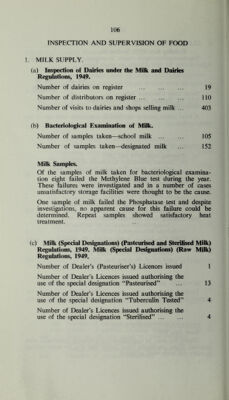 106
INSPECTION AND SUPERVISION OF FOOD
1. MILK SUPPLY.
(a) Inspection of Dairies under the Milk and Dairies
Regulations, 1949.
Number of dairies on register ... ... ... 19
Number of distributors on register ... ... ... 110
Number of visits to dairies and shops selling milk ... 403
(b) Bacteriological Examination of Milk.
Number of samples taken—school milk ... ... 105
Number of samples taken—designated milk ... 152
Milk Samples.
Of the samples of milk taken for bacteriological examina-
tion eight failed the Methylene Blue test during the year.
These failures were investigated and in a number of cases
unsatisfactory storage facilities were thought to be the cause.
One sample of milk failed the Phosphatase test and despite
investigations, no apparent cause for this failure could be
determined. Repeat samples showed satisfactory heat
treatment.
(c) Milk (Special Designations) (Pasteurised and Sterilised Milk)
Regulations, 1949. Milk (Special Designations) (Raw Milk)
Regulations, 1949.
Number of Dealer's (Pasteuriser's) Licences issued 1
Number of Dealer's Licences issued authorising the
use of the special designation "Pasteurised" ... 13
Number of Dealer's Licences issued authorising the
use of the special designation "Tuberculin Tested" 4
Number of Dealer's Licences issued authorising the
use of the special designation "Sterilised" ... ... 4